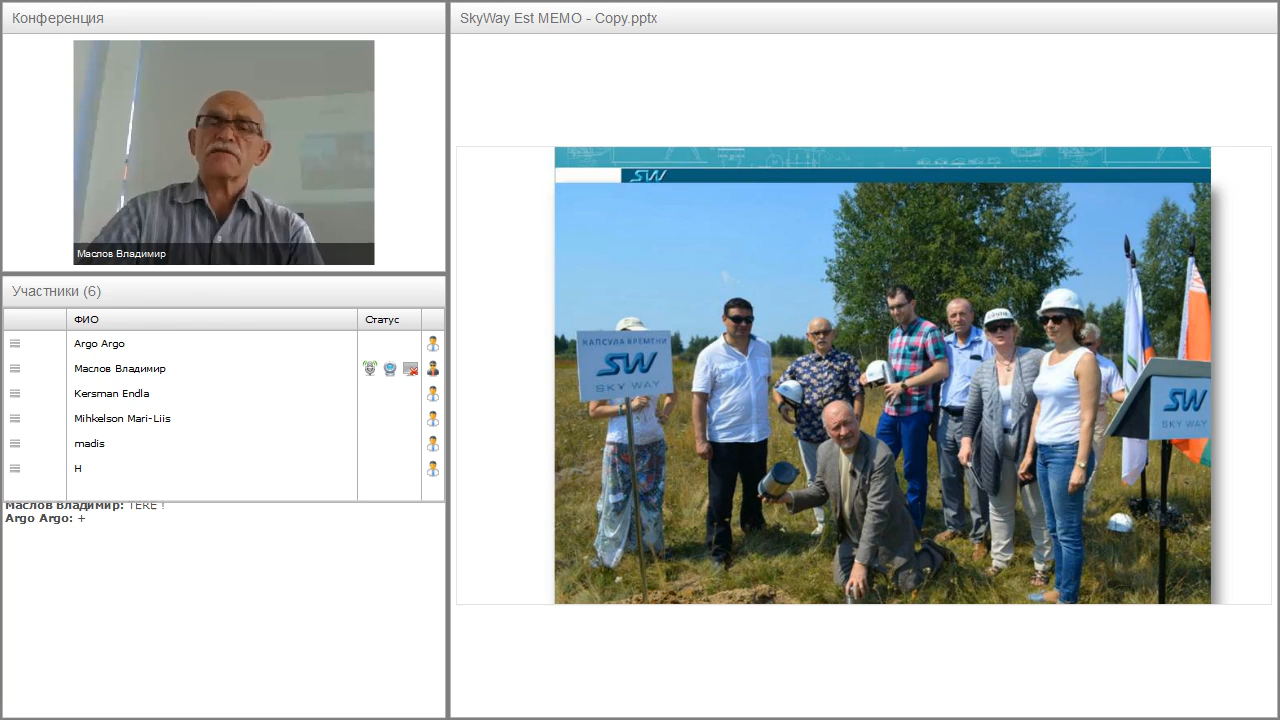 Конференция
Маслов Владимир
Участники (6)
ФИО
Статус
Argo Argo
Маслов Владимир
Kersman Endla
Mihkelson Mari-Liis
madis
H
Маслов Владимир: TERE !
Argo Argo: +
SkyWay Est MEMO - Copy.pptx
SW
КАПСУЛА ВРЕМЕНИ
SW
SKY WAY
SW
SKY WAY